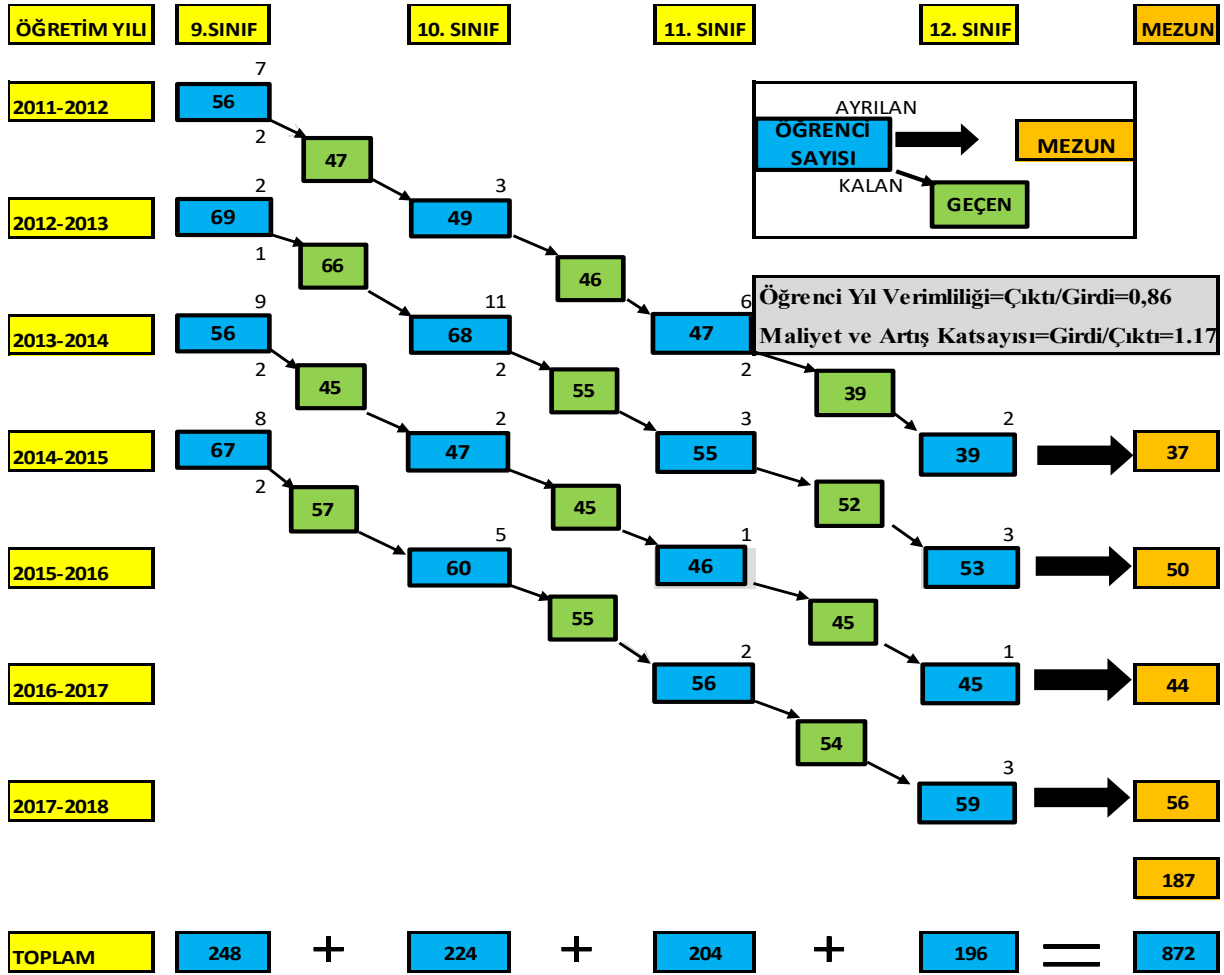 ÖĞRETİM YILI 9.SINIF 10. SINIF 11. SINIF 12. SINIF MEZUN
7
2011-2012 56
2
47
AYRILAN
ÖĞRENCİ
SAYISI
MEZUN
KALAN
GEÇEN
2 3
2012-2013 69 49
1
66 46
Öğrenci Yıl Verimliliği=Çıktı/Girdi=0,86
Maliyet ve Artış Katsayısı=Girdi/Çıktı=1.17
9 11 6
2013-2014 56 68 47
2 2 2
45 55 39
8 2 3 2
2014-2015 67 47 55 39 37
2
57 45 52
5 1 3
2015-2016 60 46 53 50
55 45
2 1
2016-2017 56 45 44
54
3
2017-2018 59 56
187
TOPLAM 248 + 224 + 204 + 196 = 872